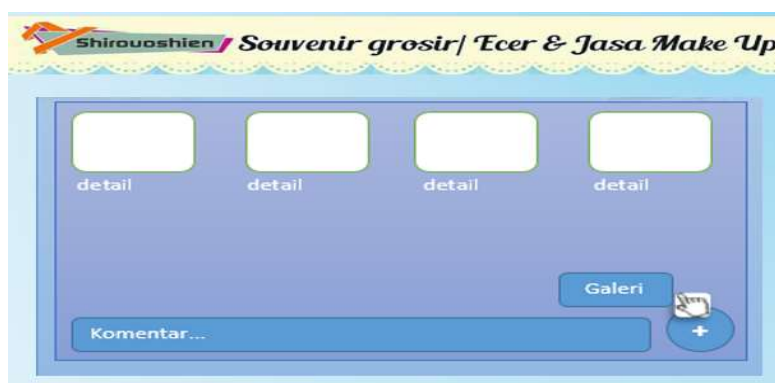 Shirouoshien Souvenir grosir/ Ecer & Jasa Make Up
detail detail detail detail
Galeri
Komentar...
+